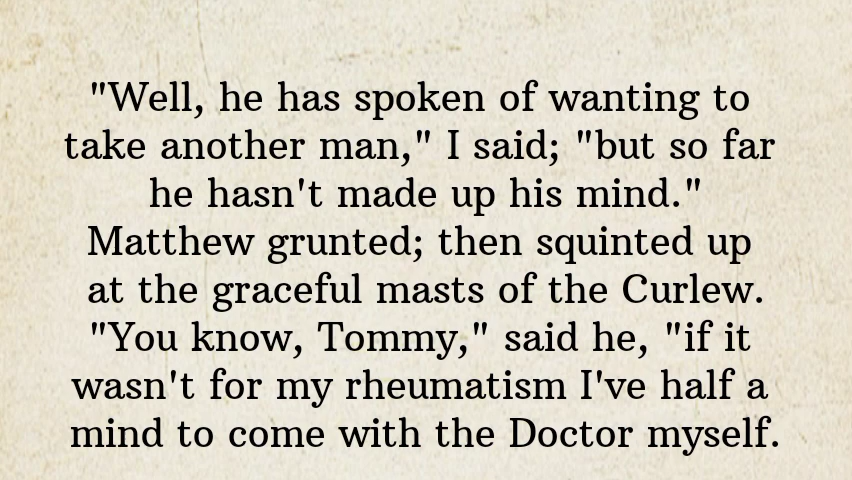 "Well, he has spoken of wanting to
take another man," I said; "but so far
he hasn't made up his mind."
Matthew grunted; then squinted up
at the graceful masts of the Curlew.
"You know, Tommy," said he, "if it
wasn't for my rheumatism I've half a
mind to come with the Doctor myself.